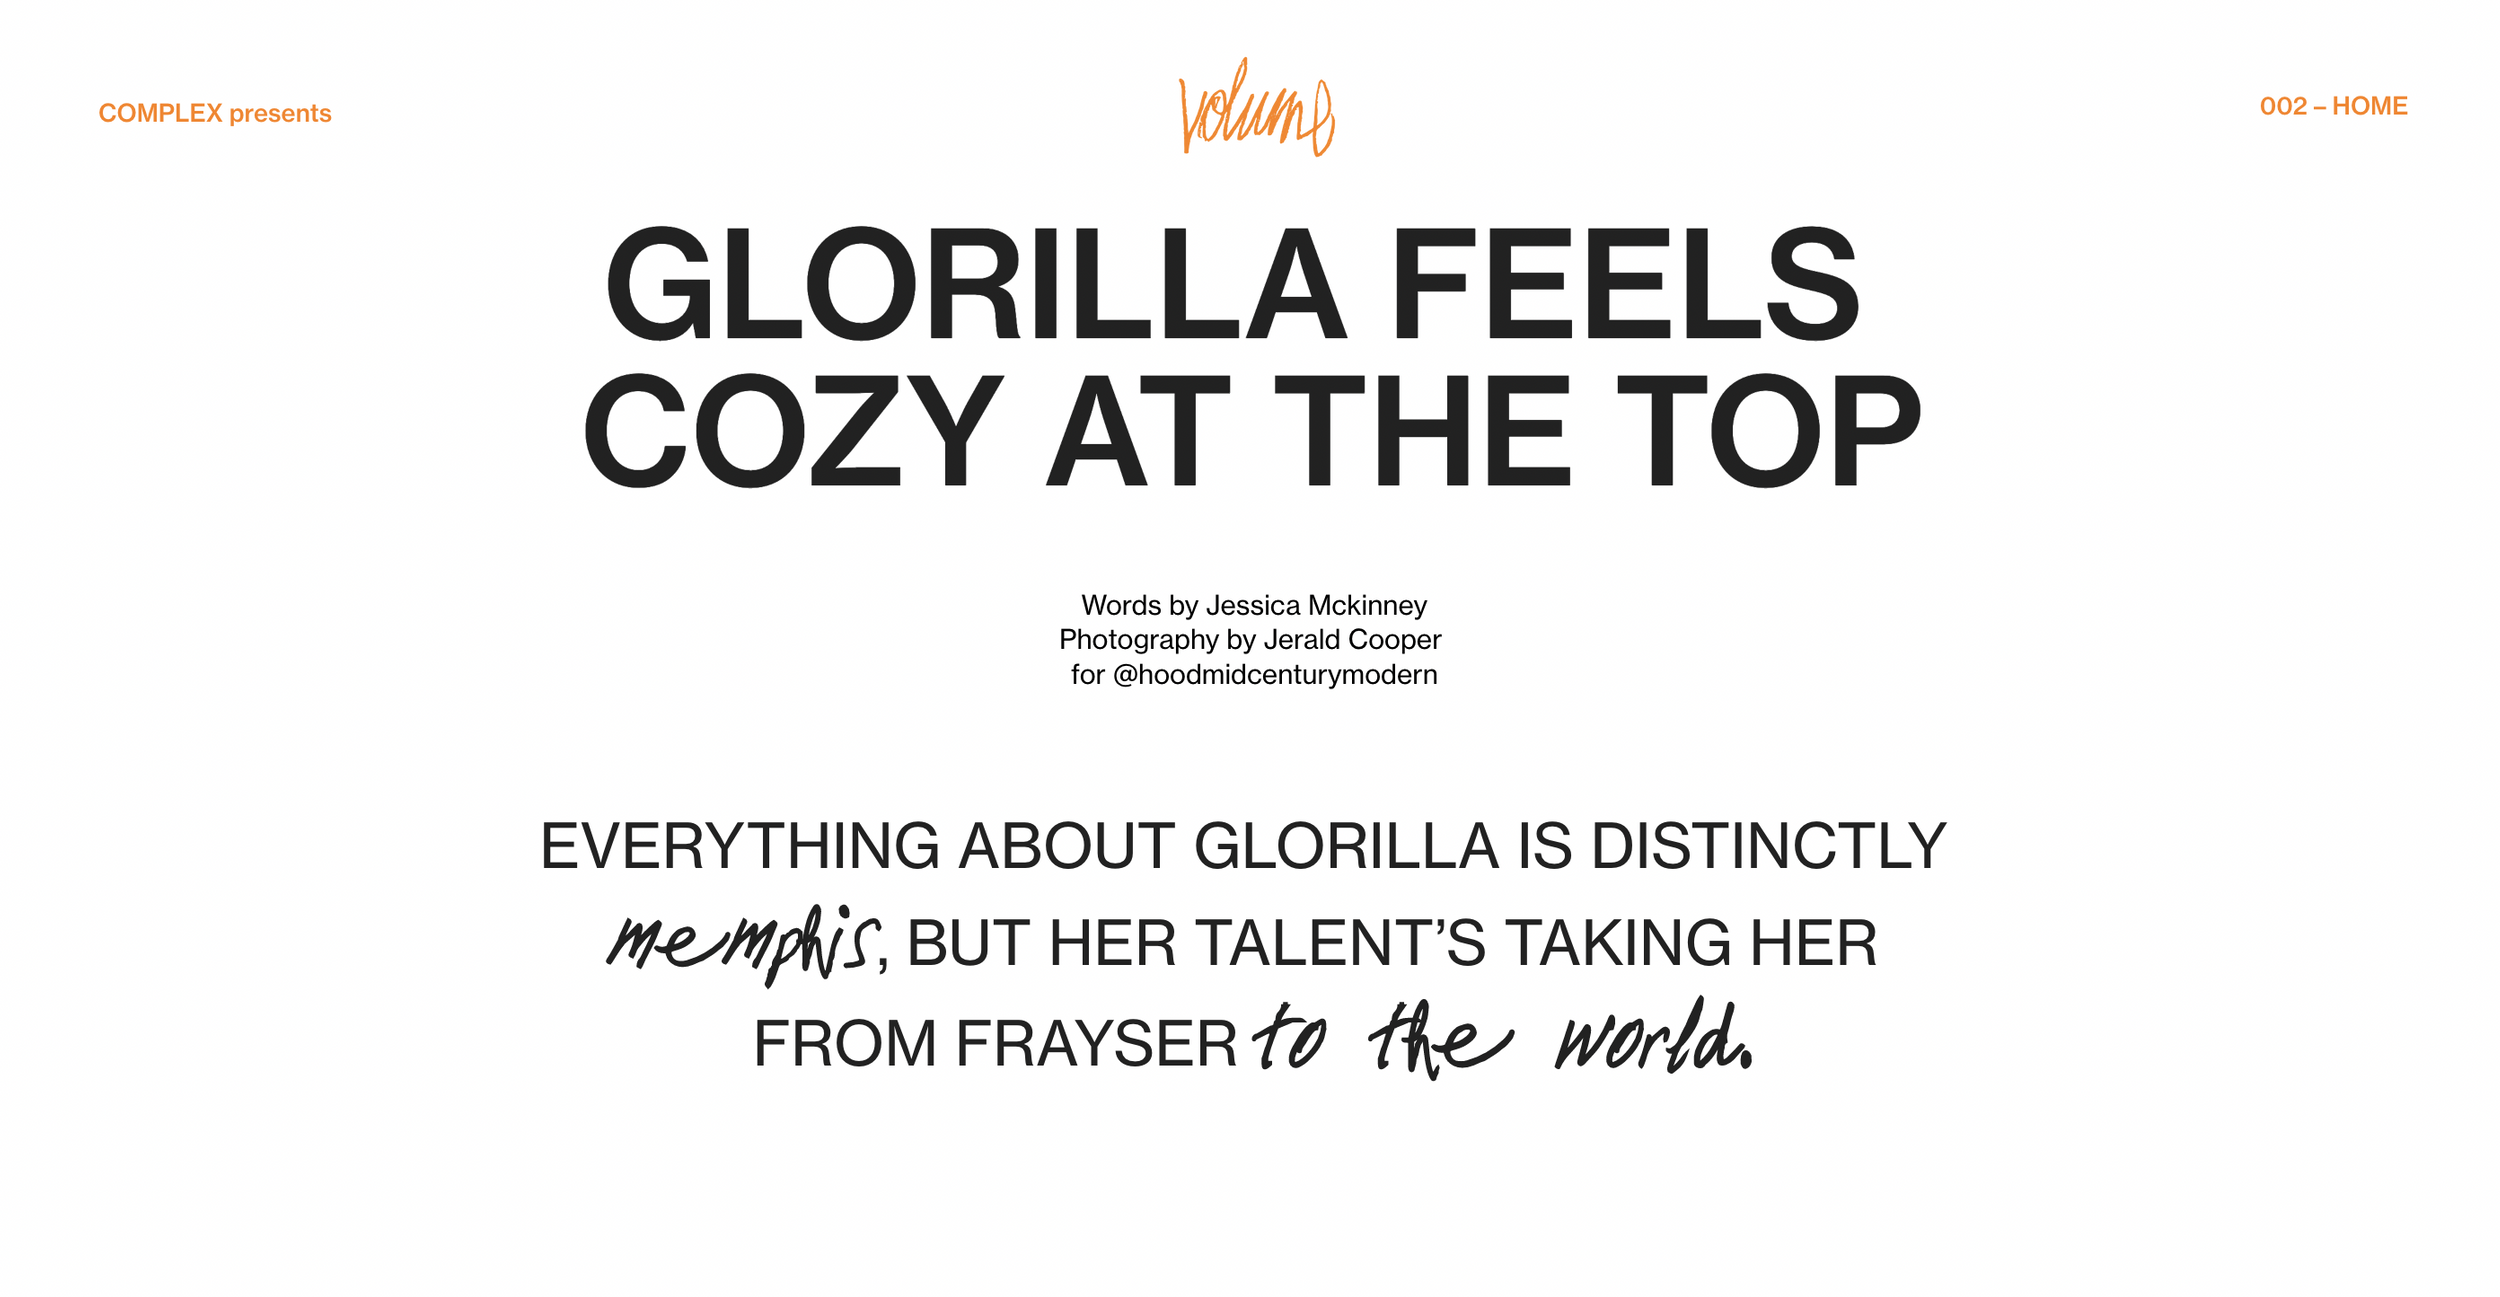 COMPLEX presents
Volume
002 – HOME
GLORILLA FEELS
COZY AT THE TOP
Words by Jessica Mckinney
Photography by Jerald Cooper
for @hoodmidcenturymodern
EVERYTHING ABOUT GLORILLA IS DISTINCTLY
memphis, BUT HER TALENT’S TAKING HER
FROM FRAYSER to the world.